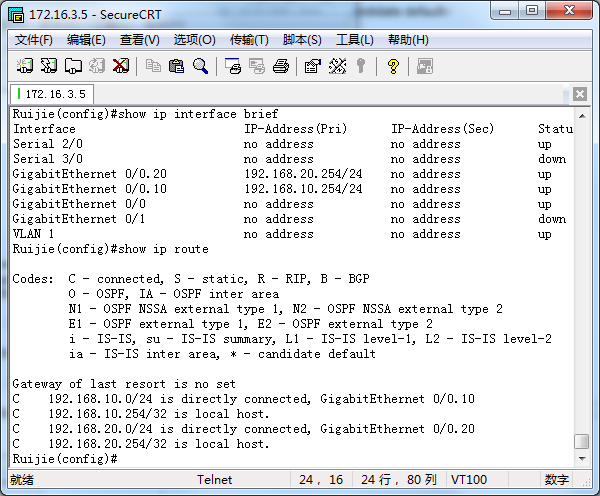 172.16.3.5 - SecureCRT
文件(F) 编辑(E) 查看(V) 选项(O) 传输(T) 脚本(S) 工具(L) 帮助(H)
172.16.3.5
Ruijie(config)#show ip interface brief
Interface IP-Address(Pri) IP-Address(Sec) Statu
Serial 2/0 no address no address up
Serial 3/0 no address no address down
GigabitEthernet 0/0.20 192.168.20.254/24 no address up
GigabitEthernet 0/0.10 192.168.10.254/24 no address up
GigabitEthernet 0/0 no address no address up
GigabitEthernet 0/1 no address no address down
VLAN 1 no address no address up
Ruijie(config)#show ip route
Codes: C - connected, S - static, R - RIP, B - BGP
O - OSPF, IA - OSPF inter area
N1 - OSPF NSSA external type 1, N2 - OSPF NSSA external type 2
E1 - OSPF external type 1, E2 - OSPF external type 2
i - IS-IS, su - IS-IS summary, L1 - IS-IS level-1, L2 - IS-IS level-2
ia - IS-IS inter area, * - candidate default
Gateway of last resort is no set
C 192.168.10.0/24 is directly connected, GigabitEthernet 0/0.10
C 192.168.10.254/32 is local host.
C 192.168.20.0/24 is directly connected, GigabitEthernet 0/0.20
C 192.168.20.254/32 is local host.
Ruijie(config)#
就绪 Telnet 24, 16 24 行, 80 列 VT100 数字